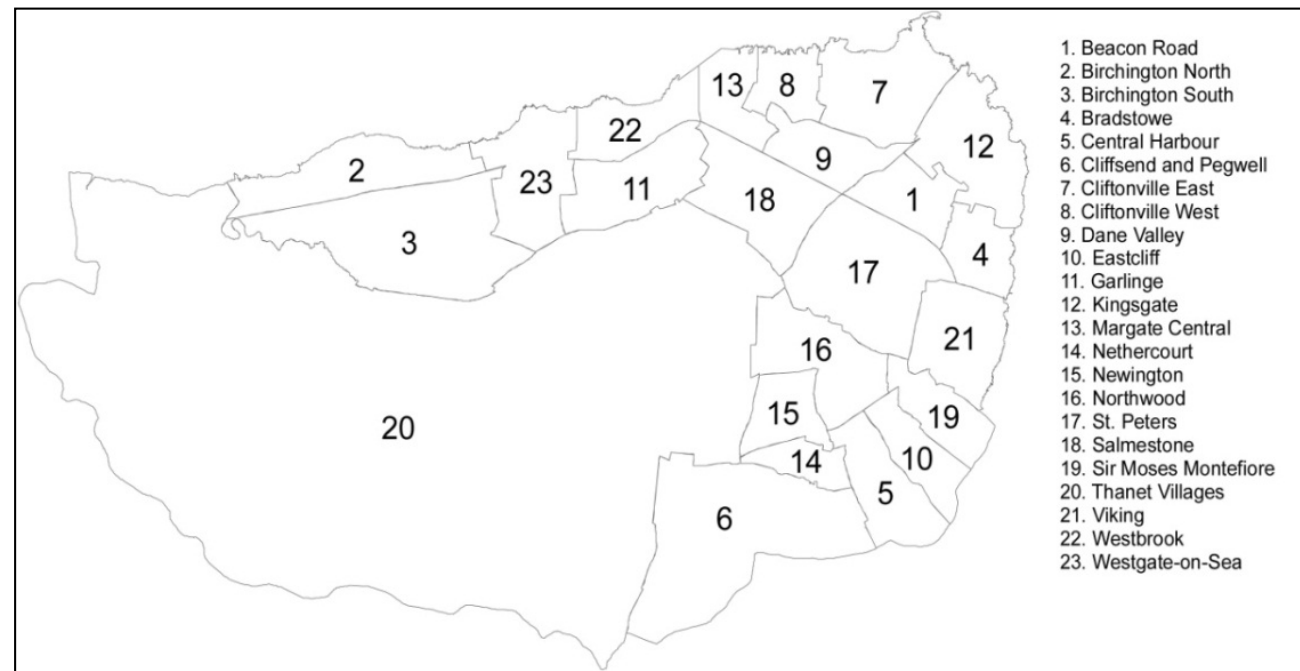 1. Beacon Road
2. Birchington North
3. Birchington South
4. Bradstowe
5. Central Harbour
6. Cliffsend and Pegwell
7. Cliftonville East
8. Cliftonville West
9. Dane Valley
10. Eastcliff
11. Garlinge
12. Kingsgate
13. Margate Central
14. Nethercourt
15. Newington
16. Northwood
17. St. Peters
18. Salmestone
19. Sir Moses Montefiore
20. Thanet Villages
21. Viking
22. Westbrook
23. Westgate-on-Sea
13
8
7
22
12
2
9
23
11
18
1
3
4
17
21
16
15
19
20
14
10
5
6